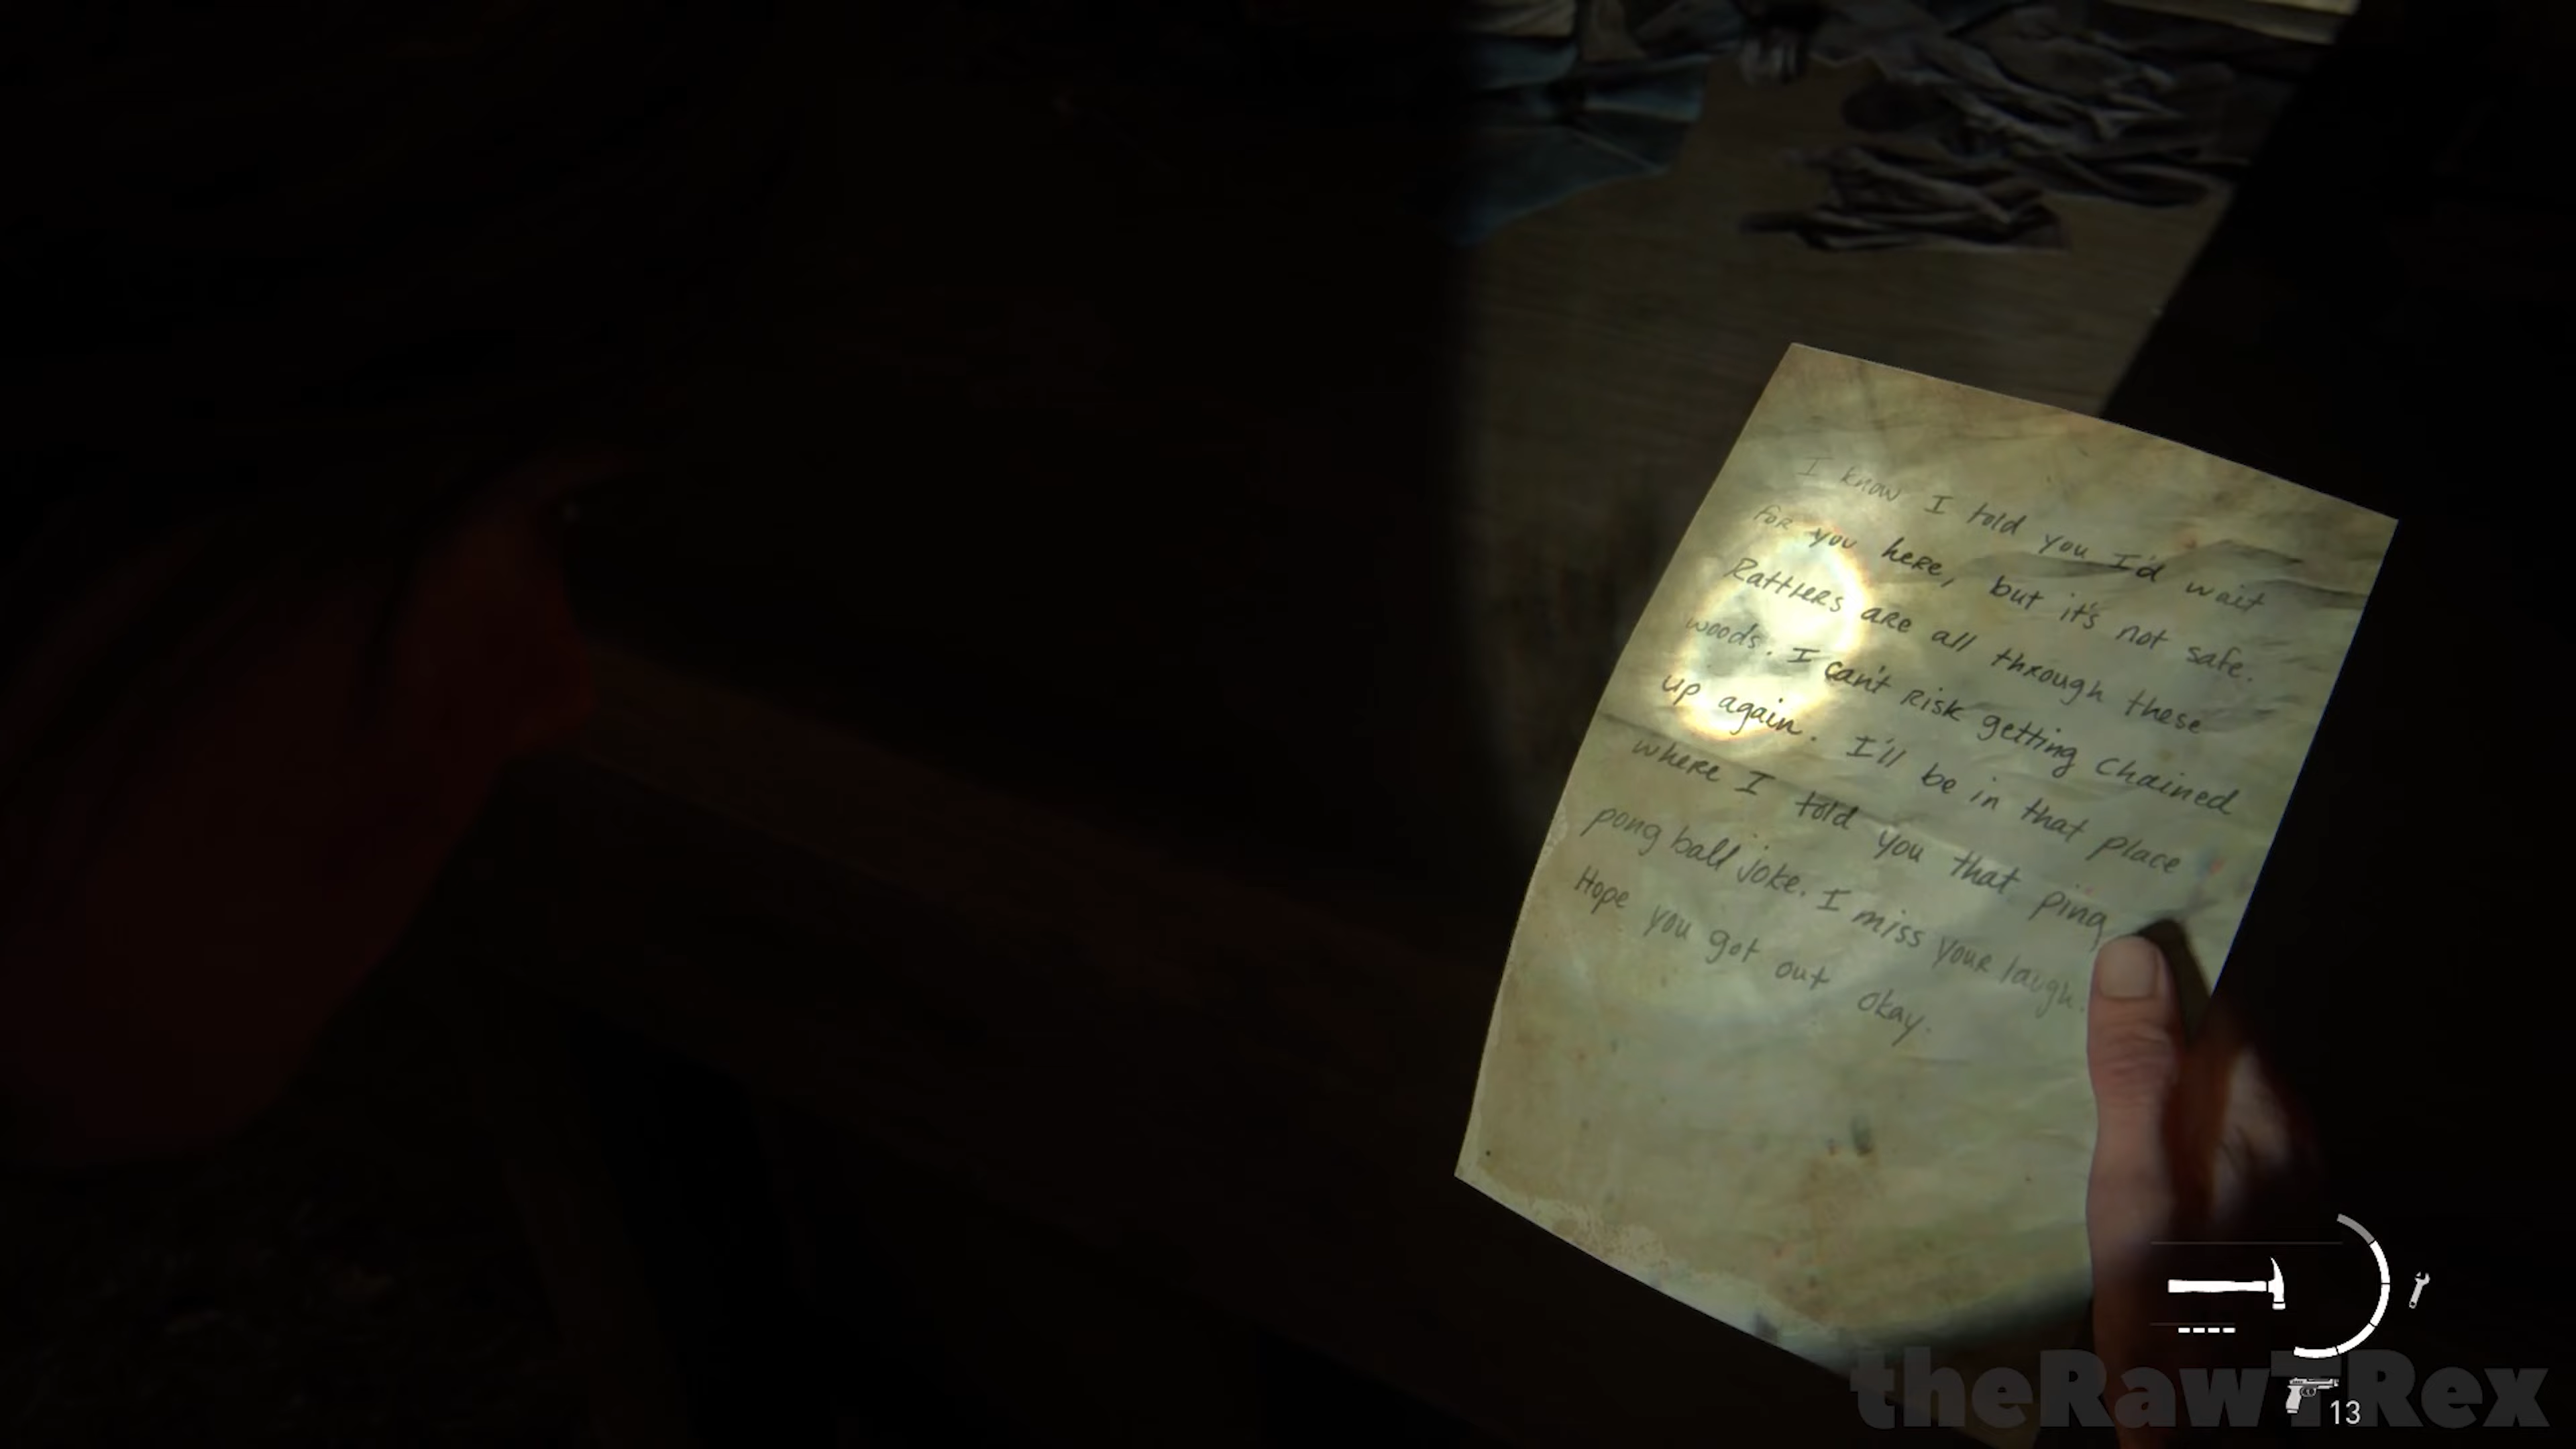 I know I told you I'd wait
for you here, but it's not safe.
Rattlers are all through these
woods. I can't risk getting chained
up again. I'll be in that place
where I told you that ping
pong ball joke. I miss your laugh.
Hope you got out okay.
13
theRawTRex